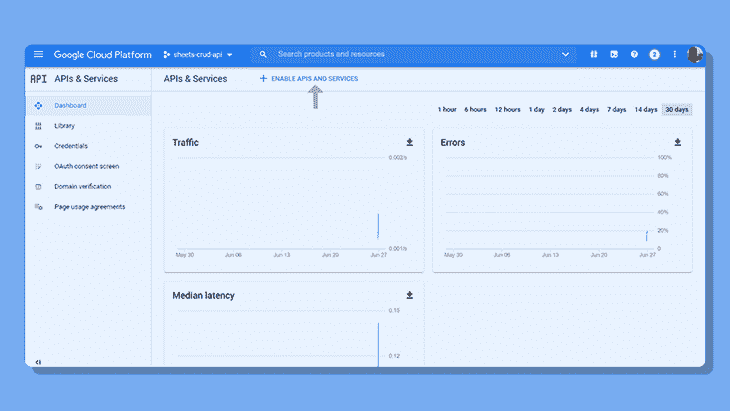 Google Cloud Platform
sheets-crud-api
Search products and resources
2
API APIs & Services
APIs & Services
ENABLE APIS AND SERVICES
Dashboard
Library
Credentials
OAuth consent screen
Domain verification
Page usage agreements
1 hour 6 hours 12 hours 1 day 2 days 4 days 7 days 14 days 30 days
Traffic
0.002/s
0.001/s
May 30 Jun 06 Jun 13 Jun 20 Jun 27
Errors
100%
80%
60%
40%
20%
0
May 30 Jun 06 Jun 13 Jun 20 Jun 27
Median latency
0.15
0.12